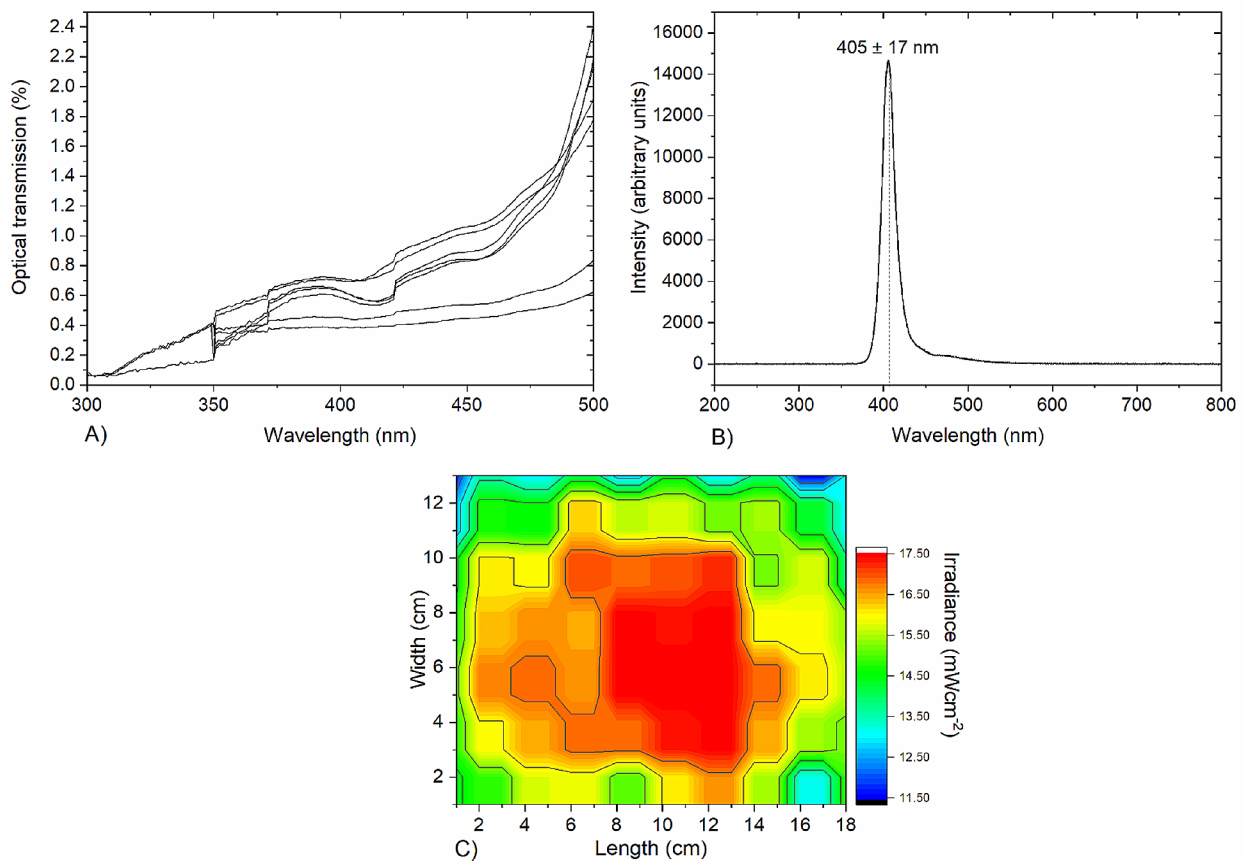 2.4
2.2
2.0
1.8
1.6
1.4
1.2
1.0
0.8
0.6
0.4
0.2
0.0
Optical transmission (%)
300 350 400 450 500
Wavelength (nm)
A)
16000
14000
12000
10000
8000
6000
4000
2000
0
Intensity (arbitrary units)
405 ± 17 nm
200 300 400 500 600 700 800
Wavelength (nm)
B)
12
10
8
6
4
2
Width (cm)
2 4 6 8 10 12 14 16 18
Length (cm)
C)
17.50
16.50
15.50
14.50
13.50
12.50
11.50
Irradiance (mWcm⁻²)